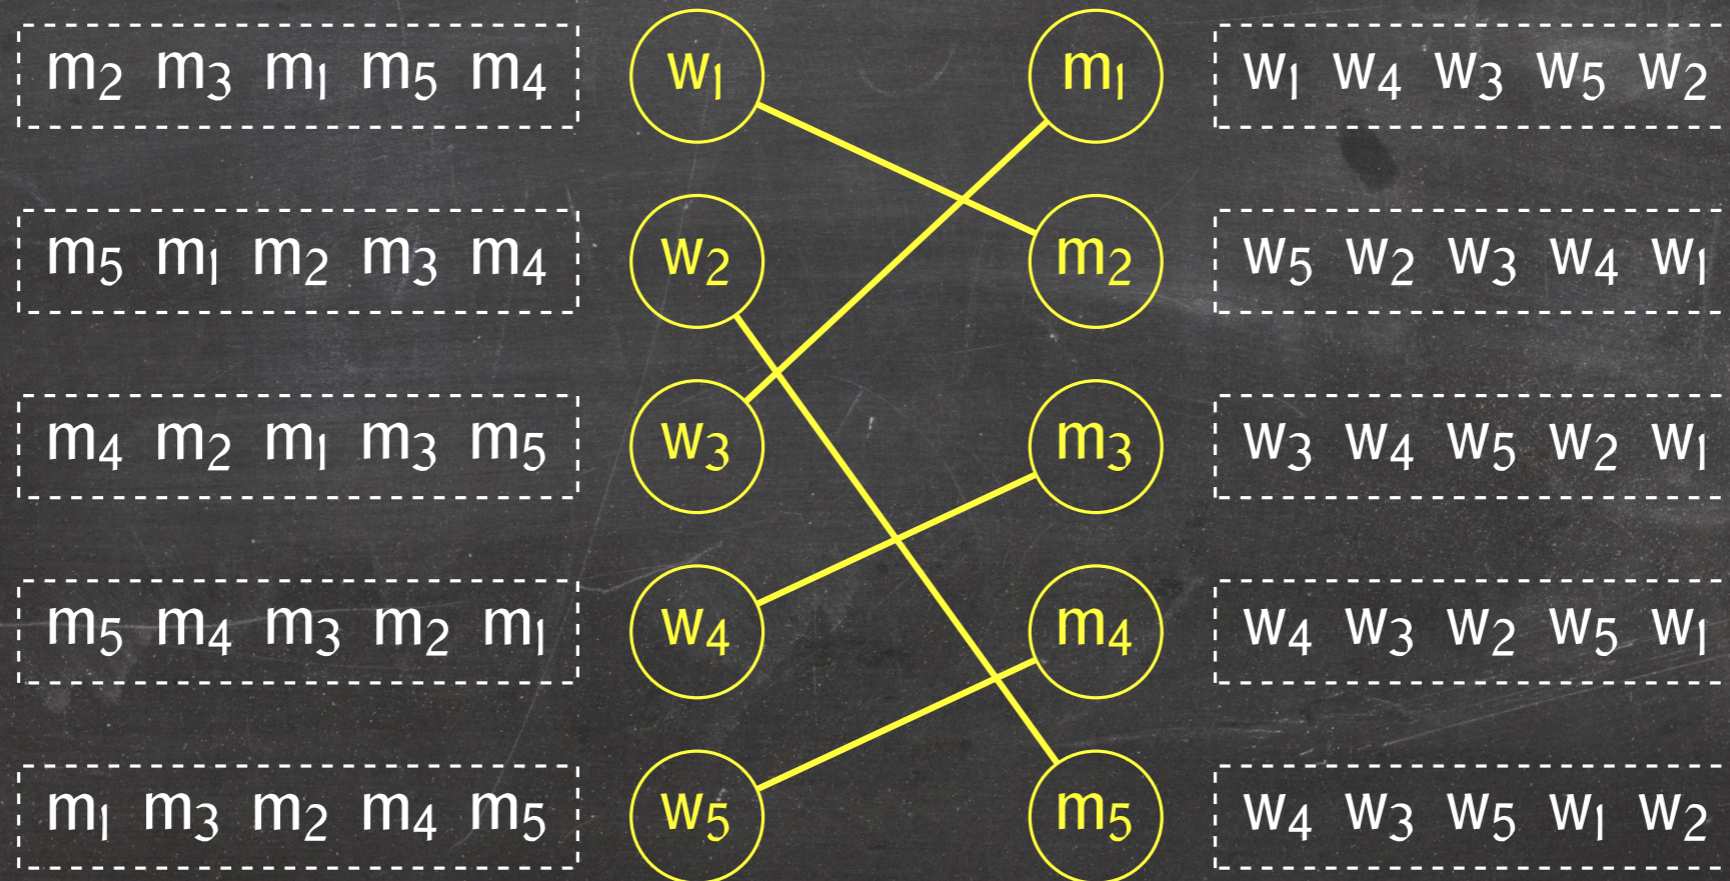 m₂ m₃ m₁ m₅ m₄ w₁ m₁ w₁ w₄ w₃ w₅ w₂
m₅ m₁ m₂ m₃ m₄ w₂ m₂ w₅ w₂ w₃ w₄ w₁
m₄ m₂ m₁ m₃ m₅ w₃ m₃ w₃ w₄ w₅ w₂ w₁
m₅ m₄ m₃ m₂ m₁ w₄ m₄ w₄ w₃ w₂ w₅ w₁
m₁ m₃ m₂ m₄ m₅ w₅ m₅ w₄ w₃ w₅ w₁ w₂